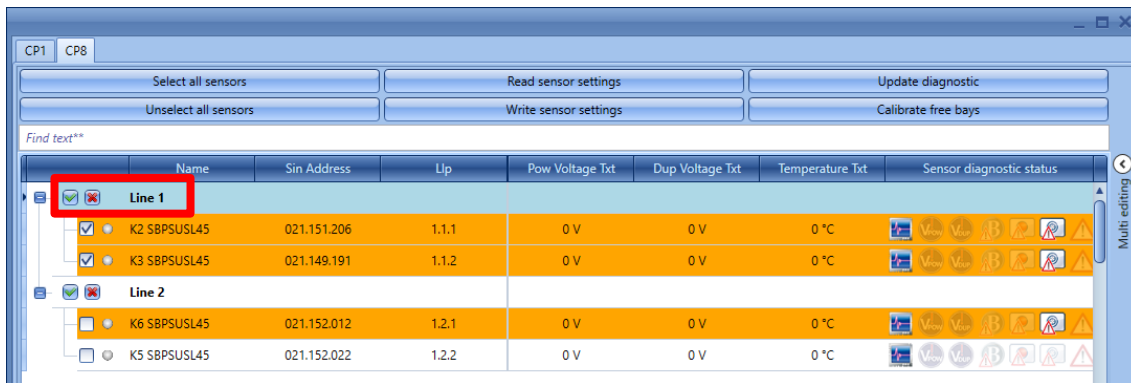 CP1 CP8
Select all sensors Read sensor settings Update diagnostic
Unselect all sensors Write sensor settings Calibrate free bays
Find text**
Name Sin Address Llp Pow Voltage Txt Dup Voltage Txt Temperature Txt Sensor diagnostic status
Line 1
K2 SBPSUSL45 021.151.206 1.1.1 0 V 0 V 0 °C
K3 SBPSUSL45 021.149.191 1.1.2 0 V 0 V 0 °C
Line 2
K6 SBPSUSL45 021.152.012 1.2.1 0 V 0 V 0 °C
K5 SBPSUSL45 021.152.022 1.2.2 0 V 0 V 0 °C
Multi editing